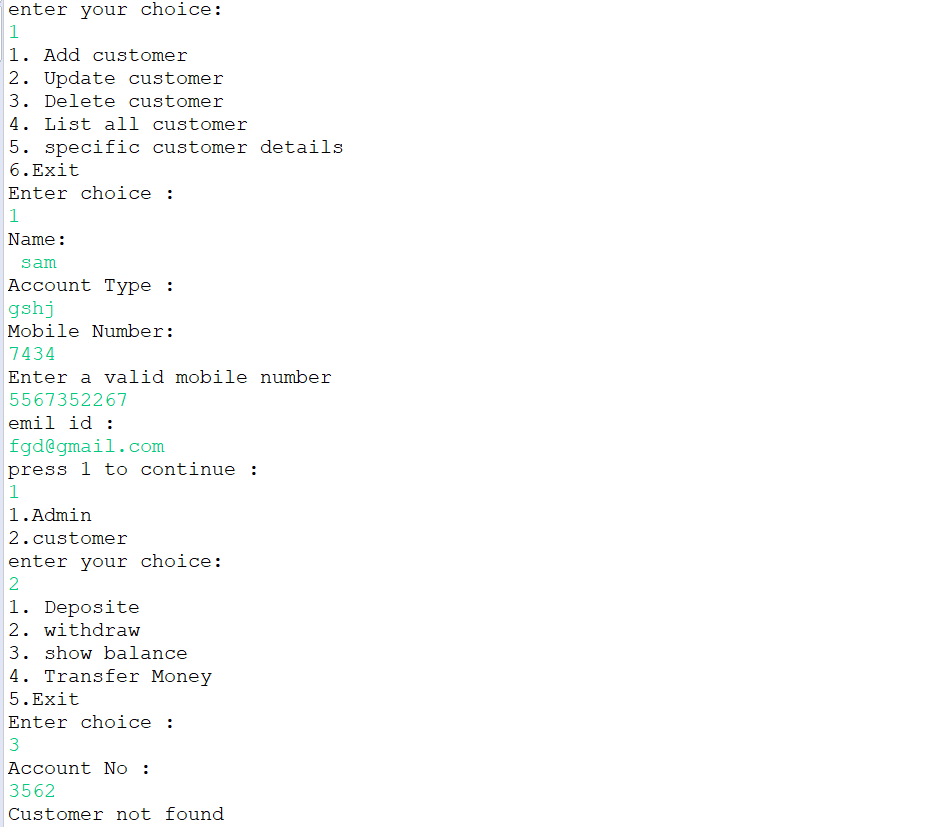 enter your choice:
1
1. Add customer
2. Update customer
3. Delete customer
4. List all customer
5. specific customer details
6.Exit
Enter choice :
1
Name:
sam
Account Type :
gshj
Mobile Number:
7434
Enter a valid mobile number
5567352267
emil id :
fgd@gmail.com
press 1 to continue :
1
1.Admin
2.customer
enter your choice:
2
1. Deposite
2. withdraw
3. show balance
4. Transfer Money
5.Exit
Enter choice :
3
Account No :
3562
Customer not found